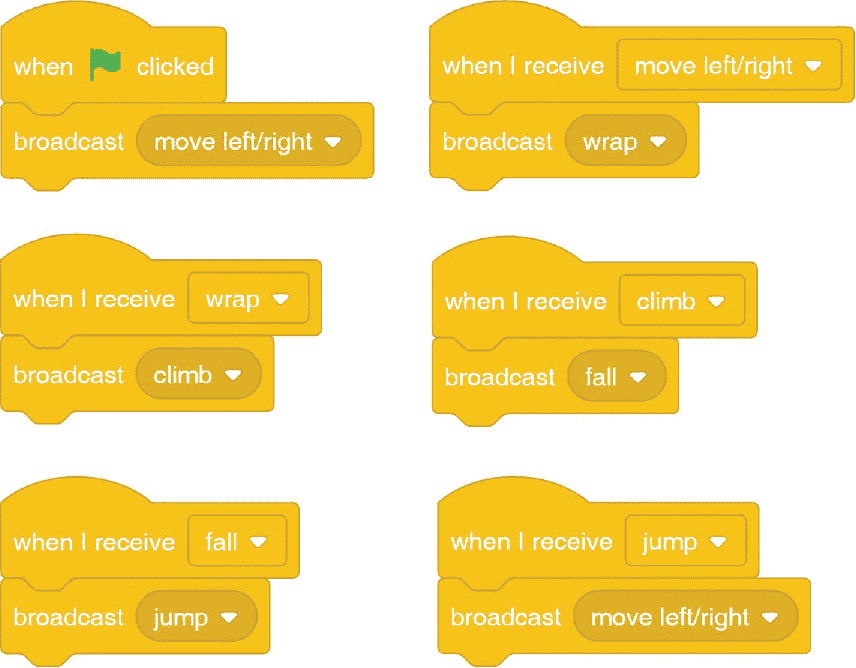 when clicked
broadcast move left/right
when I receive move left/right
broadcast wrap
when I receive wrap
broadcast climb
when I receive climb
broadcast fall
when I receive fall
broadcast jump
when I receive jump
broadcast move left/right